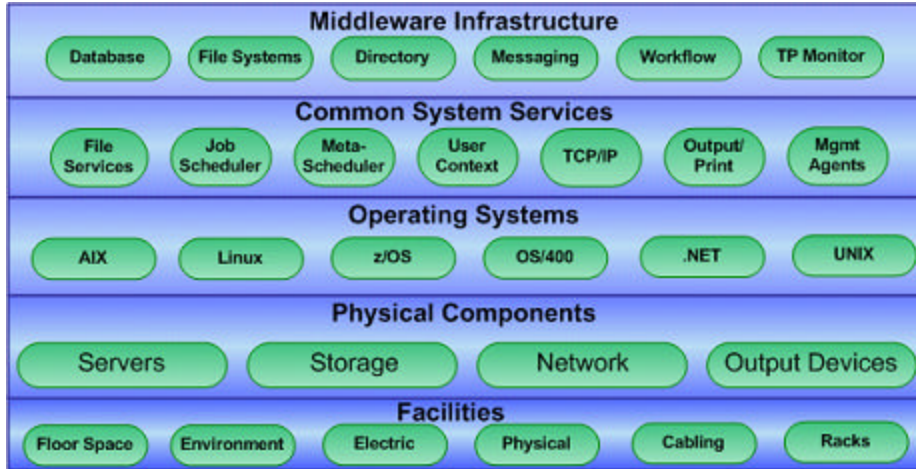 Middleware Infrastructure
Database File Systems Directory Messaging Workflow TP Monitor
Common System Services
File Services
Job Scheduler
Meta-Scheduler
User Context
TCP/IP
Output/Print
Mgmt Agents
Operating Systems
AIX Linux z/OS OS/400 .NET UNIX
Physical Components
Servers Storage Network Output Devices
Facilities
Floor Space Environment Electric Physical Cabling Racks